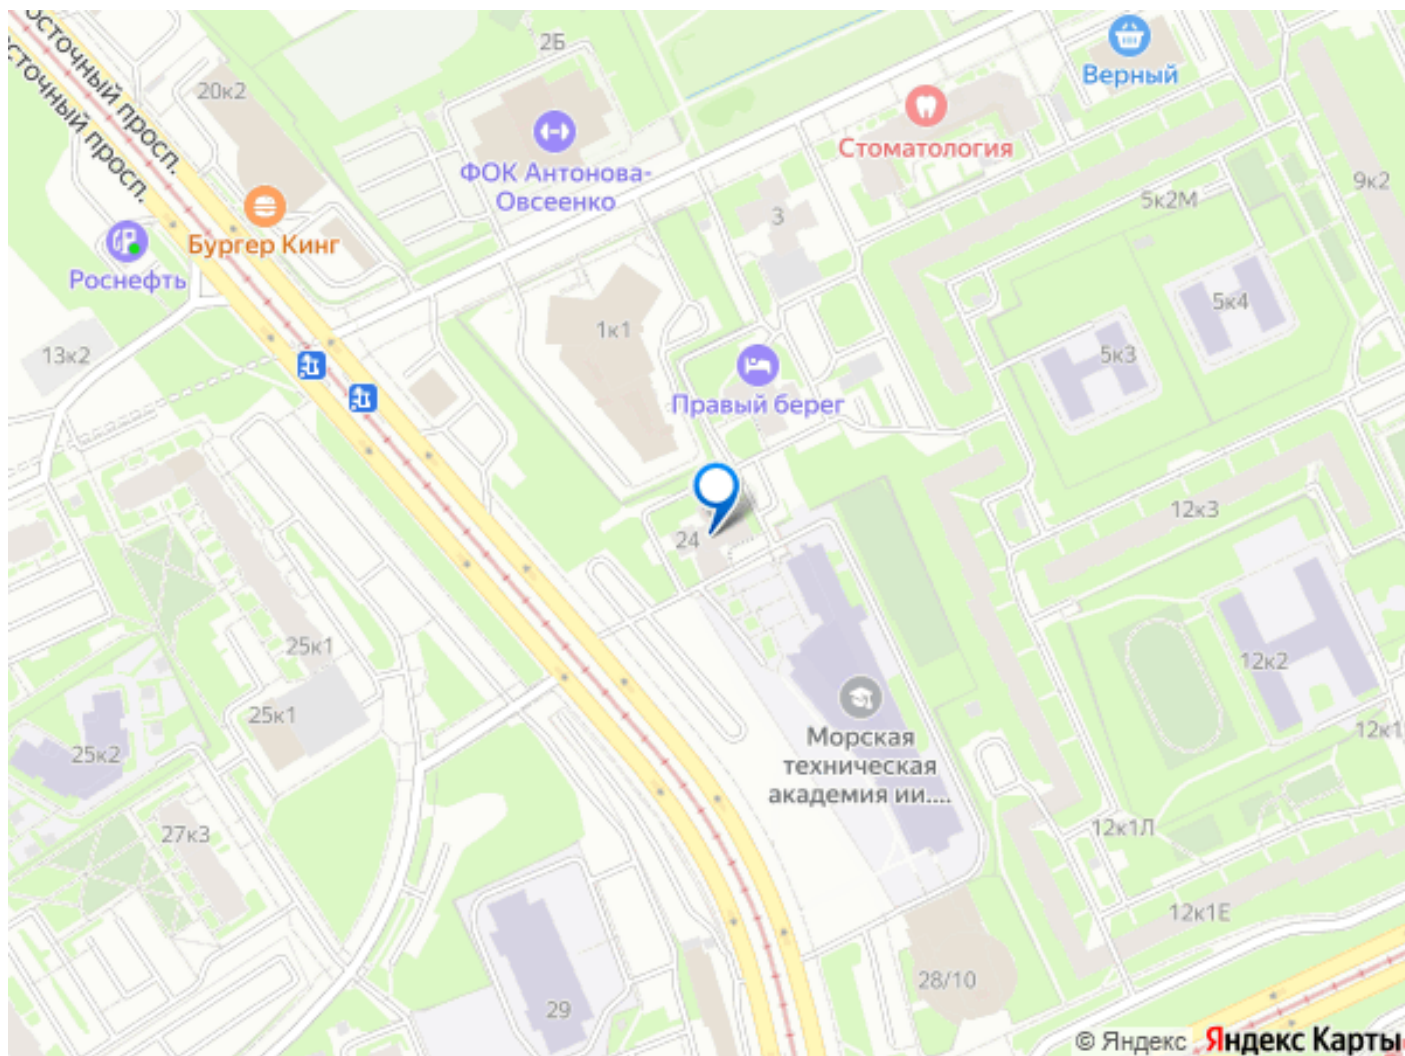 осточный просп.
сточный просп.
20к2
2Б
ФОК Антонова-
Овсеенко
Верный
Стоматология
Бургер Кинг
Роснефть
13к2
1к1
3
5к2М
9к2
5к4
5к3
Правый берег
24
12к3
12к2
12к1
25к1
25к1
25к2
27к3
Морская
техническая
академия ии....
12к1Л
12к1Е
28/10
29
© Яндекс Яндекс Карты